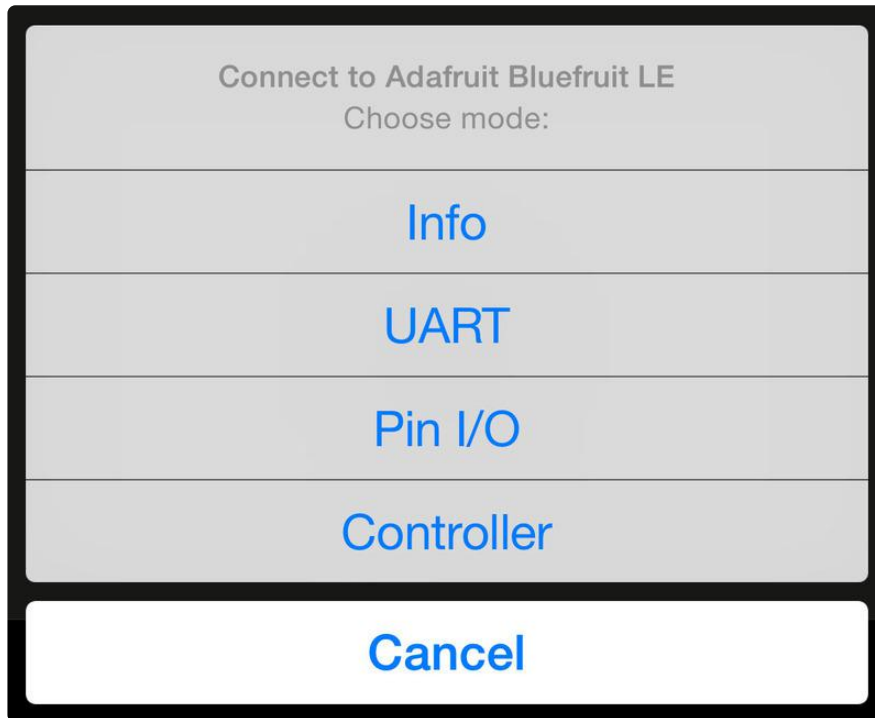 Connect to Adafruit Bluefruit LE
Choose mode:
Info
UART
Pin I/O
Controller
Cancel